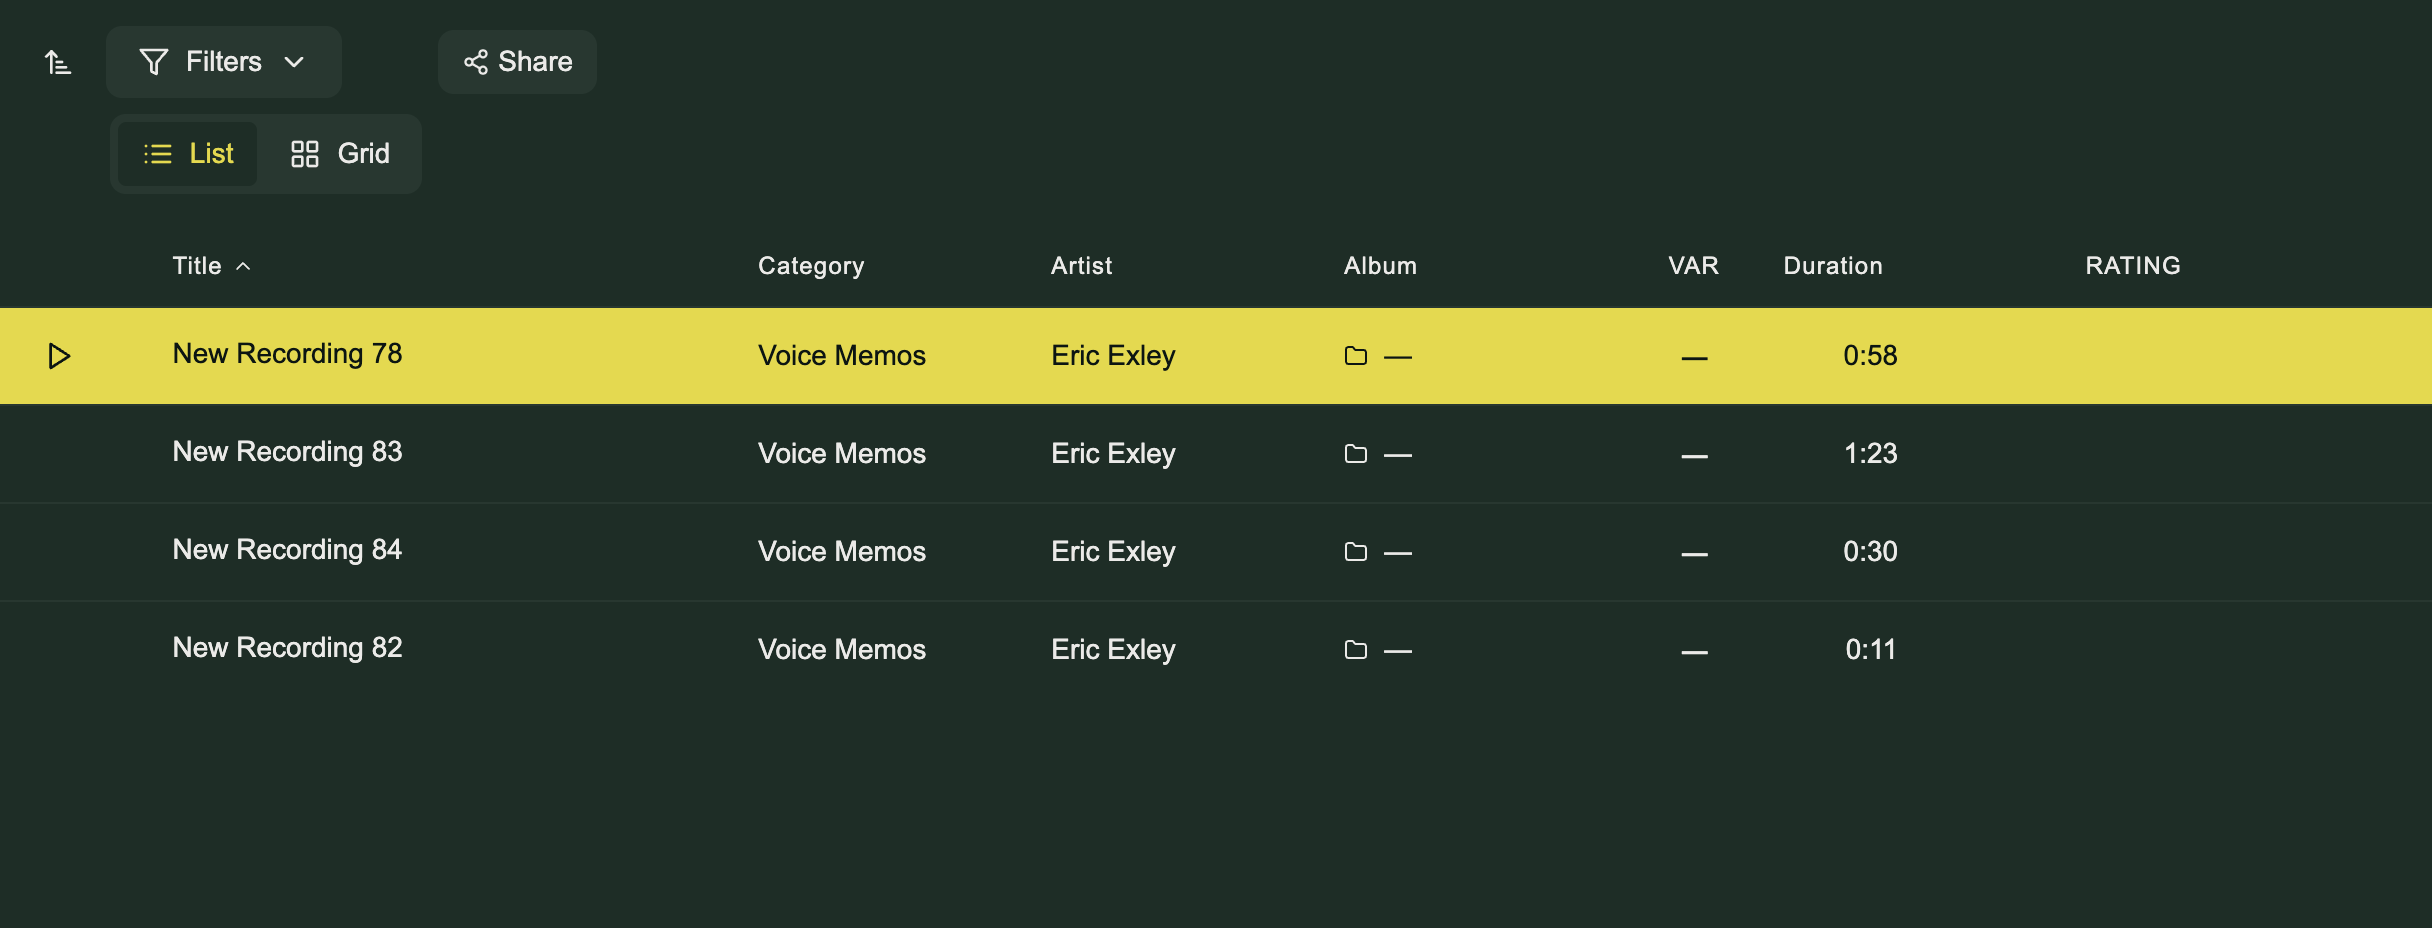 Filters Share
List Grid
Title Category Artist Album VAR Duration RATING
New Recording 78 Voice Memos Eric Exley — — 0:58
New Recording 83 Voice Memos Eric Exley — — 1:23
New Recording 84 Voice Memos Eric Exley — — 0:30
New Recording 82 Voice Memos Eric Exley — — 0:11